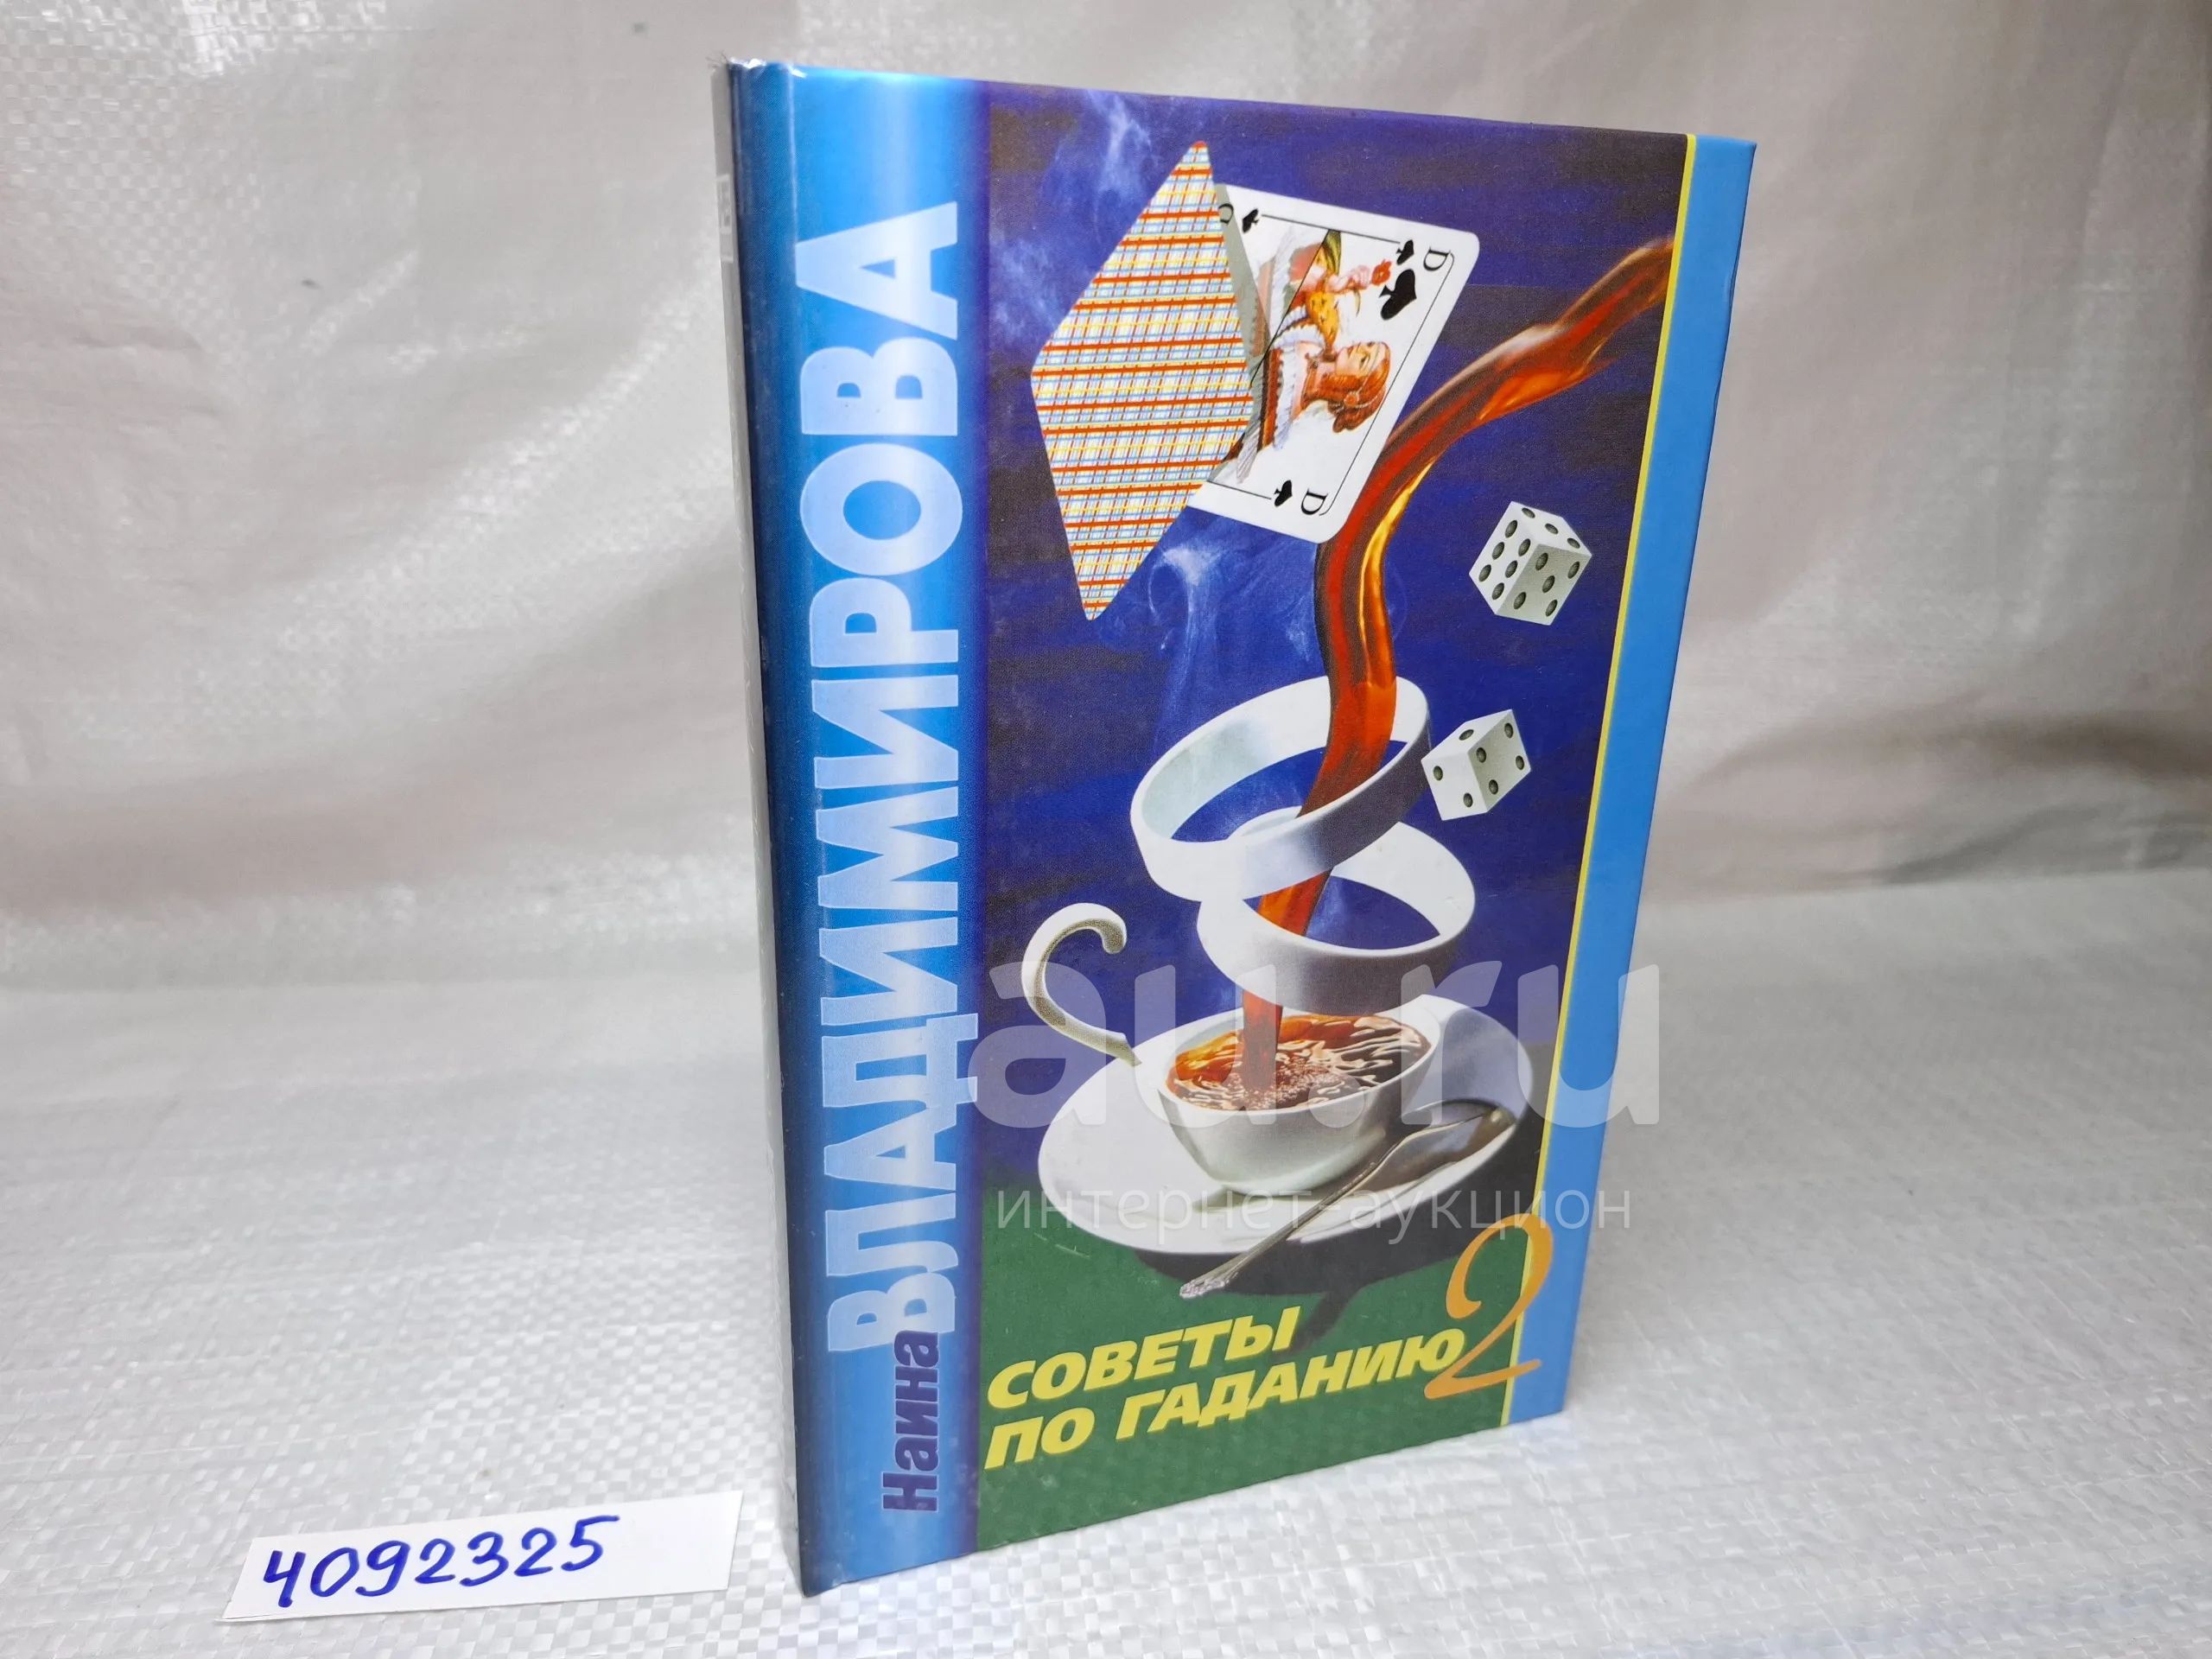 Наина
ВЛАДИМИРОВА
D
D
СОВЕТЫ
ПО ГАДАНИЮ
2
au.ru
интернет-аукцион
4092325